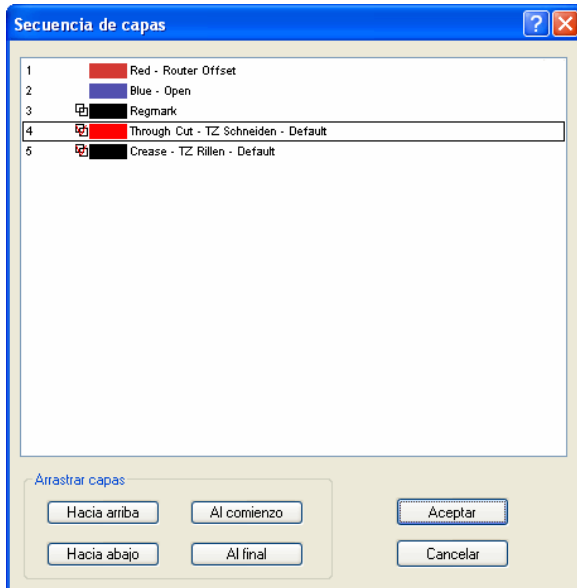 Secuencia de capas
1 Red - Router Offset
2 Blue - Open
3 Regmark
4 Through Cut - TZ Schneiden - Default
5 Crease - TZ Rillen - Default
Arrastrar capas
Hacia arriba Al comienzo Aceptar
Hacia abajo Al final Cancelar